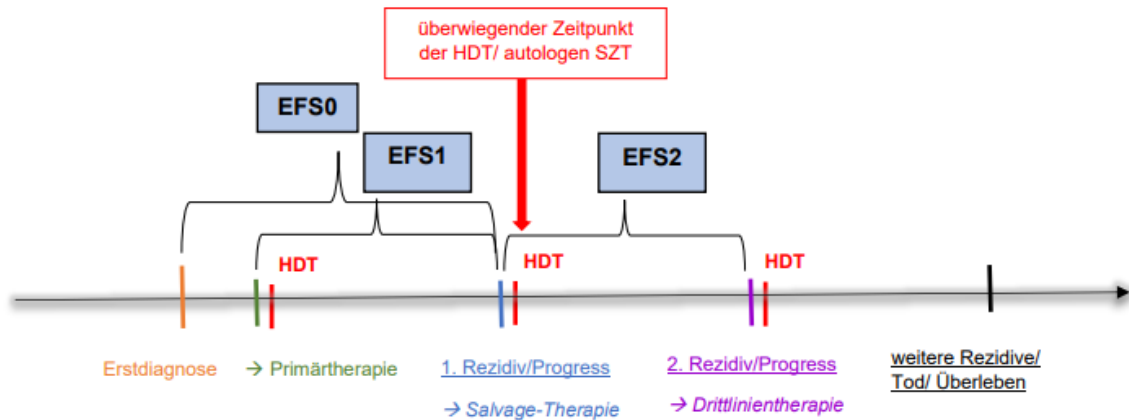 überwiegender Zeitpunkt
der HDT/ autologen SZT
EFS0
EFS1
EFS2
HDT
HDT
HDT
Erstdiagnose
→ Primärtherapie
1. Rezidiv/Progress
→ Salvage-Therapie
2. Rezidiv/Progress
→ Drittlinientherapie
weitere Rezidive/
Tod/ Überleben